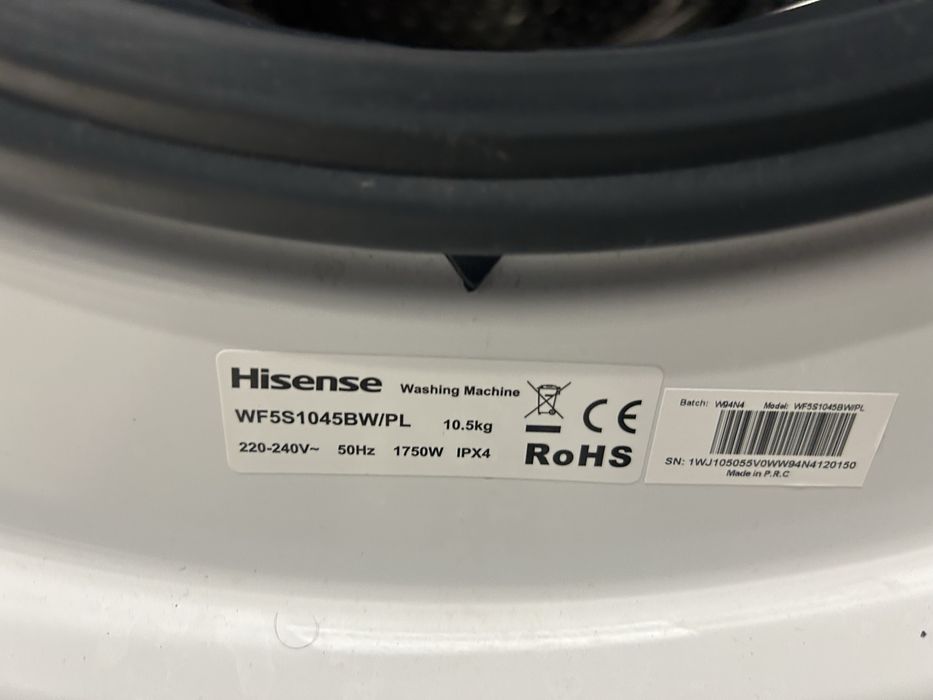 Hisense Washing Machine
WF5S1045BW/PL 10.5kg
220-240V~ 50Hz 1750W IPX4
CE
RoHS
Batch: W94N4 Model: WF5S1045BW/PL
SN: 1WJ105055V0WW94N4120150
Made in P.R.C